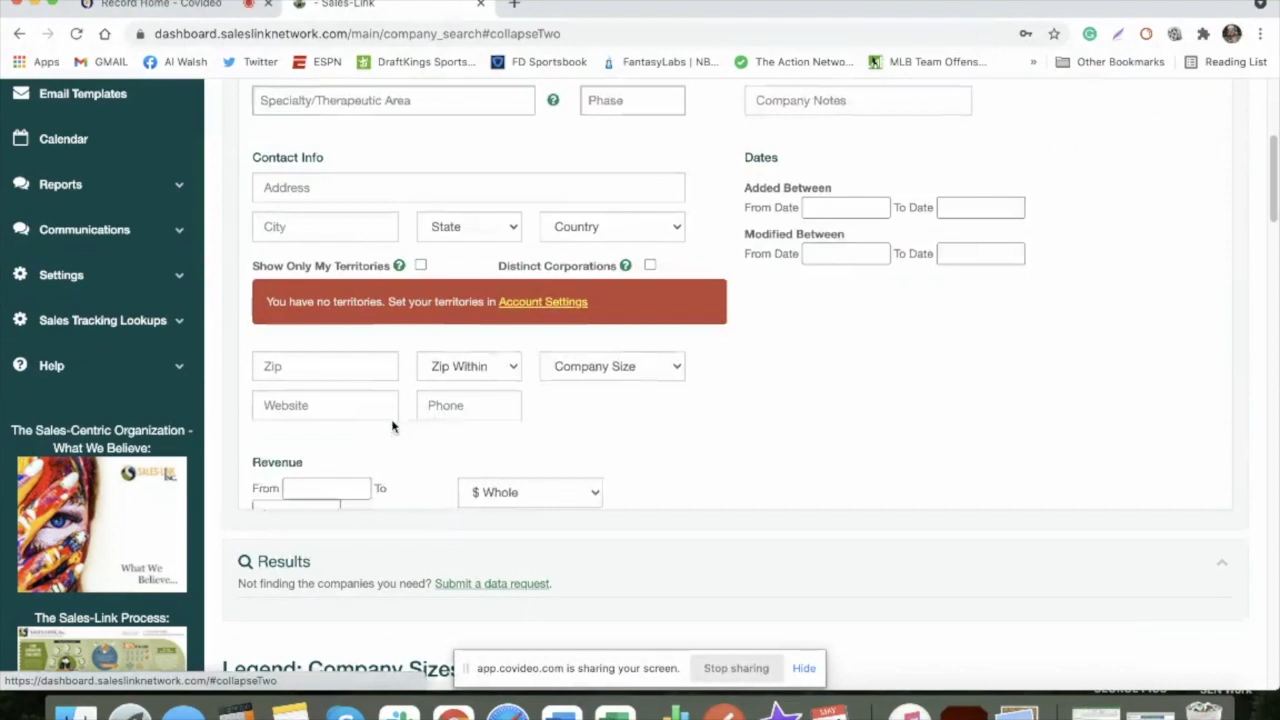 Record Home - Covideo
- Sales-Link
dashboard.saleslinknetwork.com/main/company_search#collapseTwo
Apps GMAIL Al Walsh Twitter ESPN DraftKings Sportsb... FD Sportsbook FantasyLabs | NB... The Action Netwo... MLB Team Offens... » Other Bookmarks Reading List
Email Templates
Calendar
Reports
Communications
Settings
Sales Tracking Lookups
Help
The Sales-Centric Organization -
What We Believe:
SALES-LINK
INC.
What We
Believe...
The Sales-Link Process:
Specialty/Therapeutic Area Phase Company Notes
Contact Info
Address
City State Country
Show Only My Territories Distinct Corporations
You have no territories. Set your territories in Account Settings
Zip Zip Within Company Size
Website Phone
Revenue
From To $ Whole
Dates
Added Between
From Date To Date
Modified Between
From Date To Date
Results
Not finding the companies you need? Submit a data request.
Legend: Company Sizes
app.covideo.com is sharing your screen. Stop sharing Hide
https://dashboard.saleslinknetwork.com/#collapseTwo